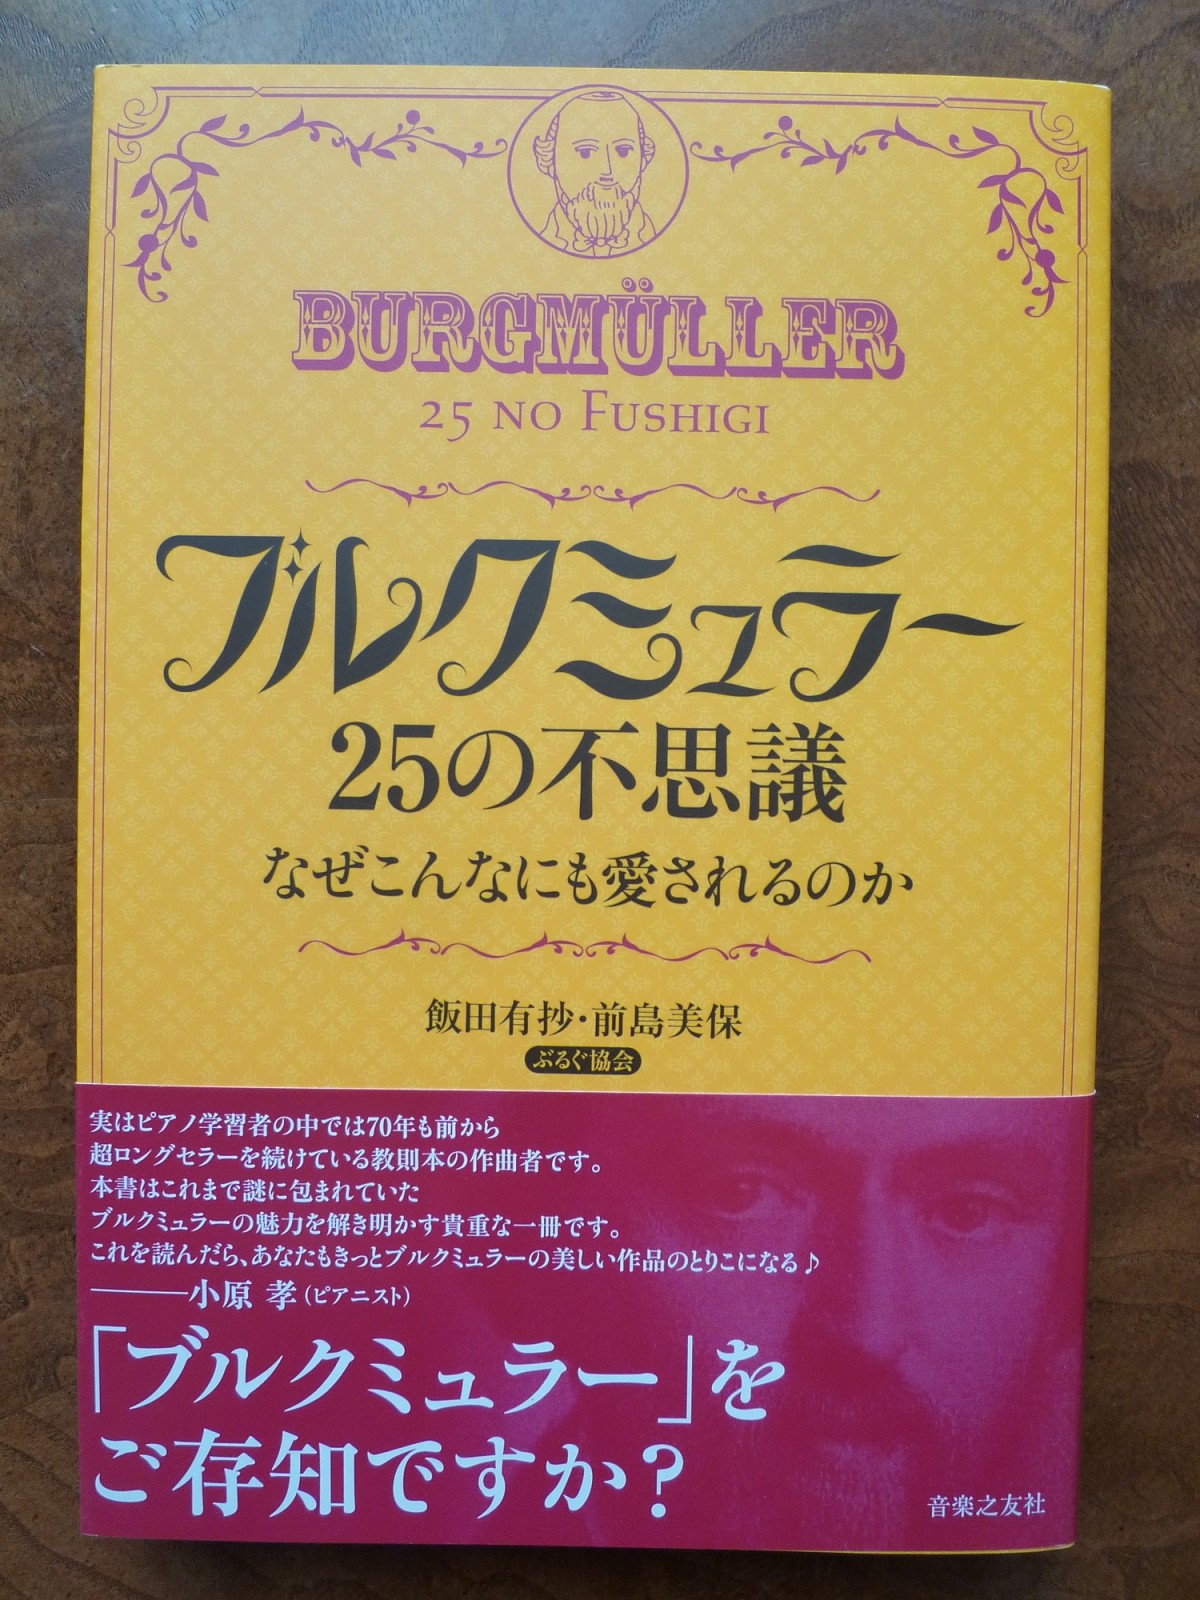 BURGMÜLLER
25 NO FUSHIGI
ブルクミュラー
25の不思議
なぜこんなにも愛されるのか
飯田有抄・前島美保
ぶるぐ協会
実はピアノ学習者の中では70年も前から
超ロングセラーを続けている教則本の作曲者です。
本書はこれまで謎に包まれていた
ブルクミュラーの魅力を解き明かす貴重な一冊です。
これを読んだら、あなたもきっとブルクミュラーの美しい作品のとりこになる♪
――小原 孝（ピアニスト）
「ブルクミュラー」を
ご存知ですか？
音楽之友社